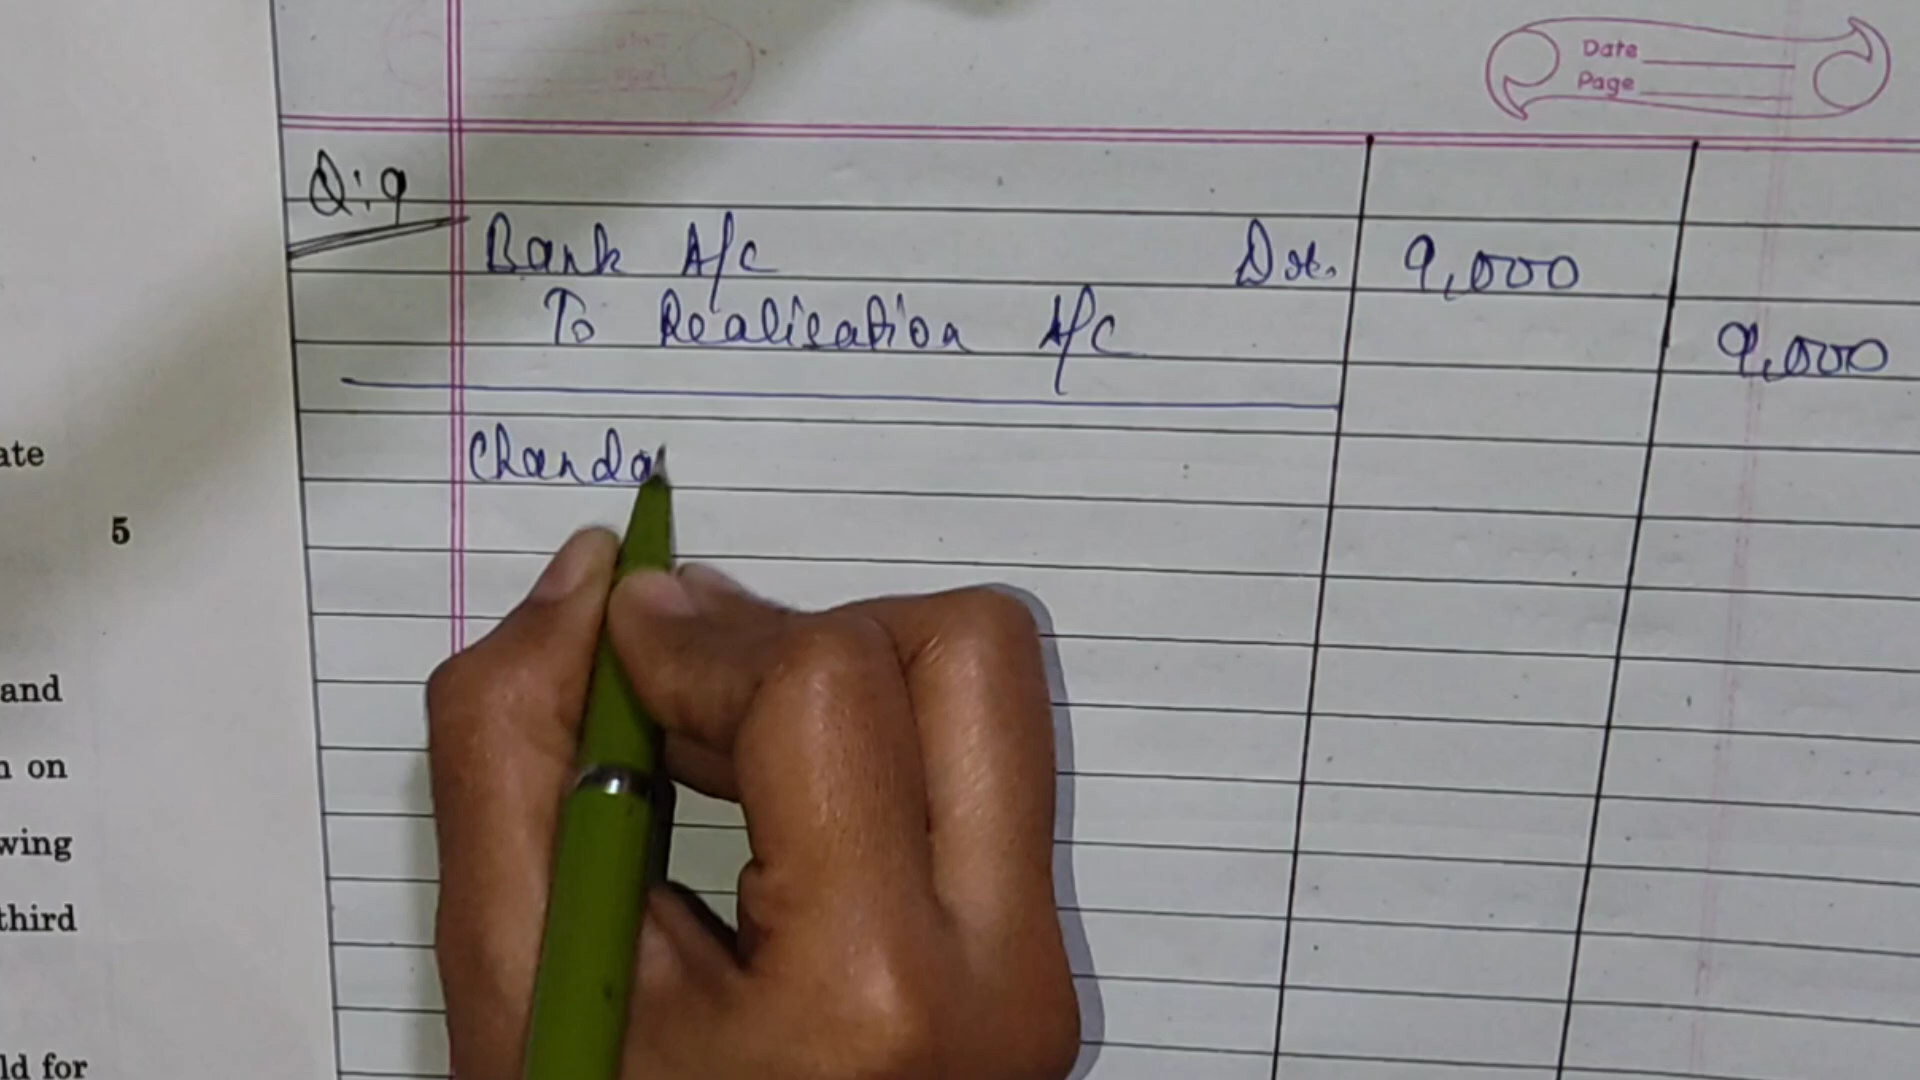 Date
Page
Q:9
Bank A/c Dr. 9,000
To Realisation A/c 9,000
Chanda
ate
5
and
n on
wing
third
ld for